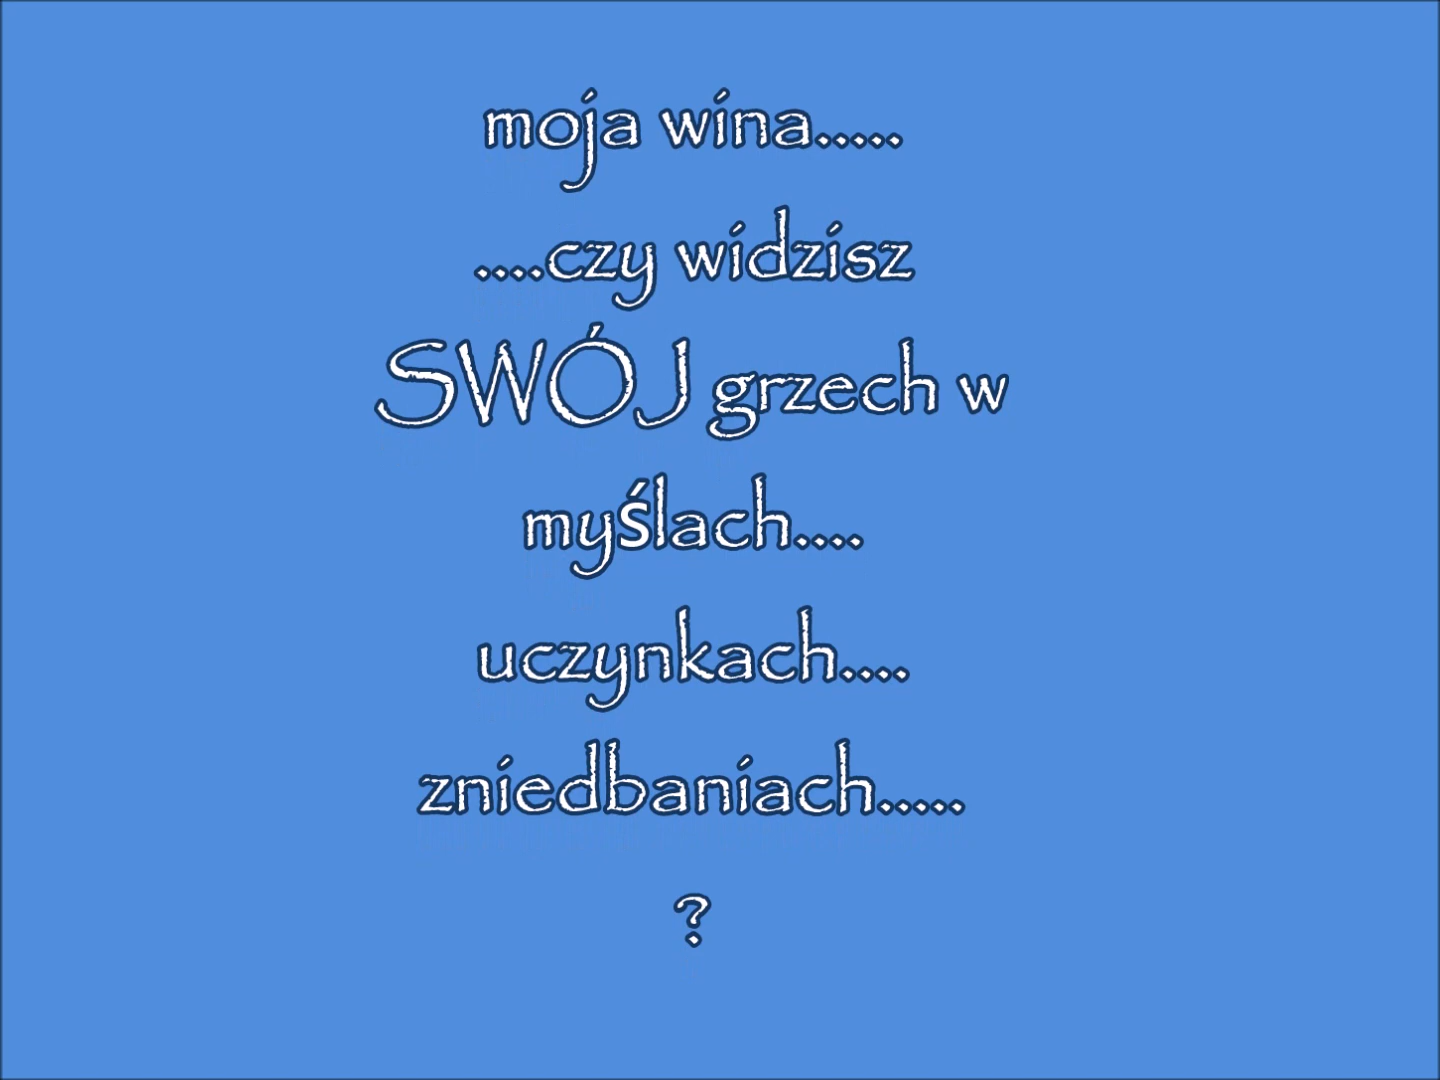 moja wina.....
....czy widzisz
SWÓJ grzech w
myślach....
uczynkach....
zniedbaniach.....
?